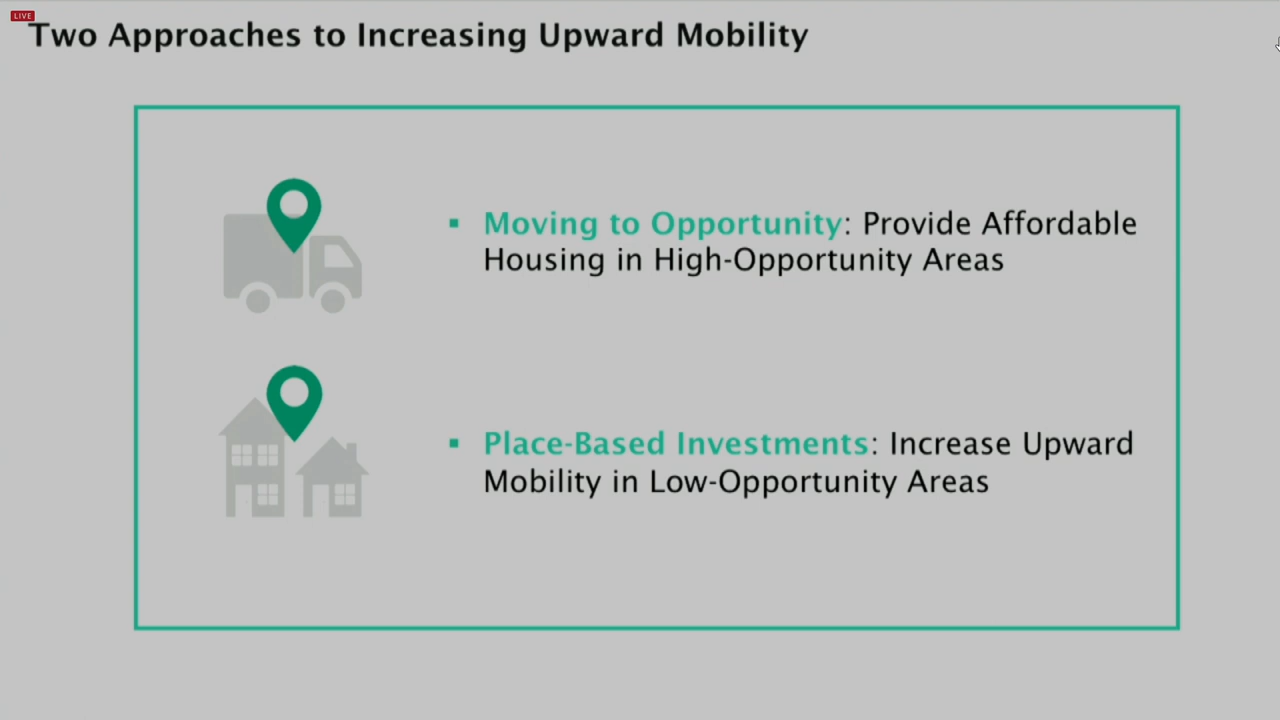 LIVE
Two Approaches to Increasing Upward Mobility
▪ Moving to Opportunity: Provide Affordable
Housing in High-Opportunity Areas
▪ Place-Based Investments: Increase Upward
Mobility in Low-Opportunity Areas